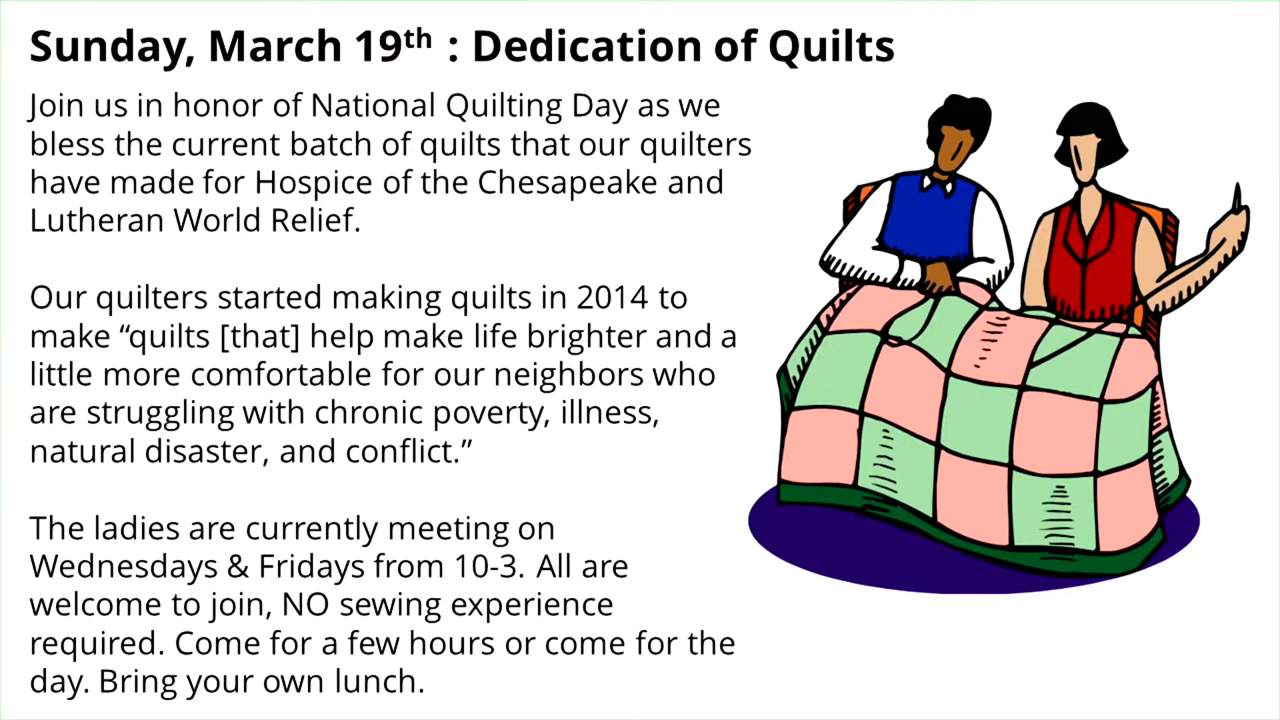 Sunday, March 19th : Dedication of Quilts
Join us in honor of National Quilting Day as we
bless the current batch of quilts that our quilters
have made for Hospice of the Chesapeake and
Lutheran World Relief.
Our quilters started making quilts in 2014 to
make “quilts [that] help make life brighter and a
little more comfortable for our neighbors who
are struggling with chronic poverty, illness,
natural disaster, and conflict.”
The ladies are currently meeting on
Wednesdays & Fridays from 10-3. All are
welcome to join, NO sewing experience
required. Come for a few hours or come for the
day. Bring your own lunch.